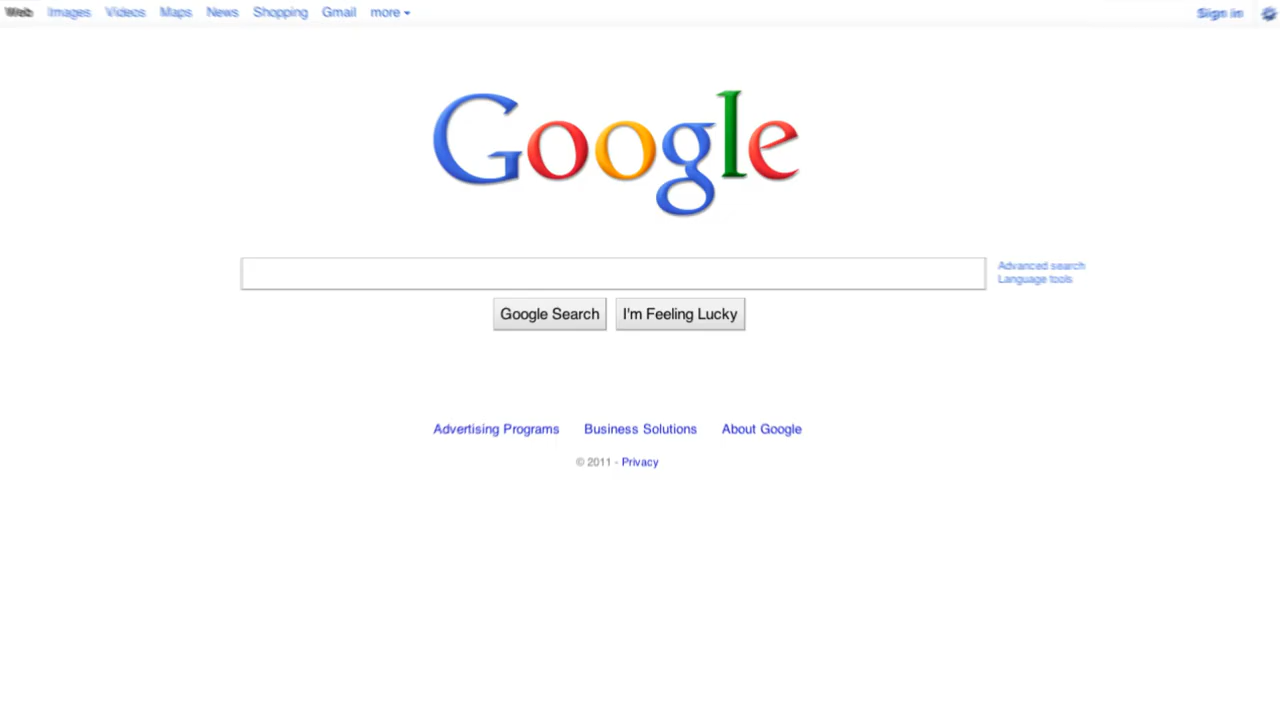 Web Images Videos Maps News Shopping Gmail more Sign in
Google
Advanced search
Language tools
Google Search I'm Feeling Lucky
Advertising Programs Business Solutions About Google
© 2011 - Privacy